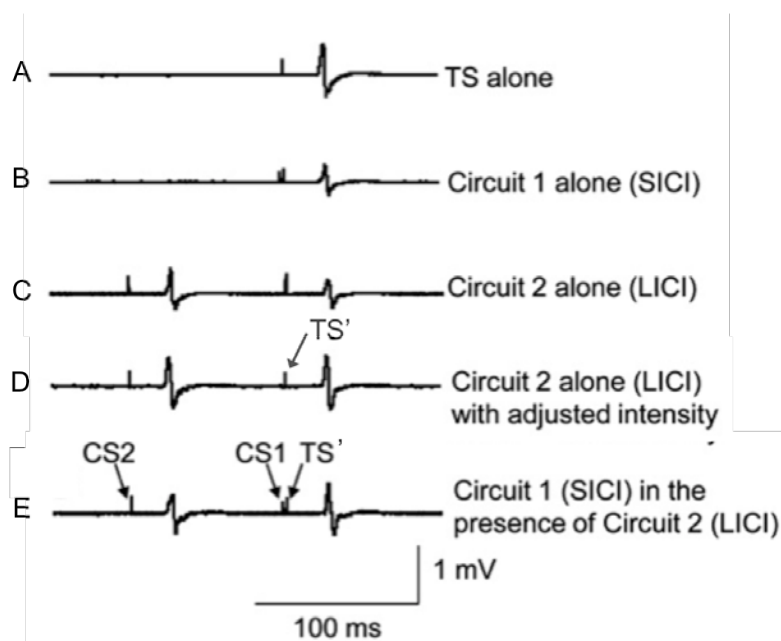 A
TS alone
B
Circuit 1 alone (SICI)
C
Circuit 2 alone (LICI)
TS’
D
Circuit 2 alone (LICI)
with adjusted intensity
CS2
CS1 TS’
E
Circuit 1 (SICI) in the
presence of Circuit 2 (LICI)
1 mV
100 ms